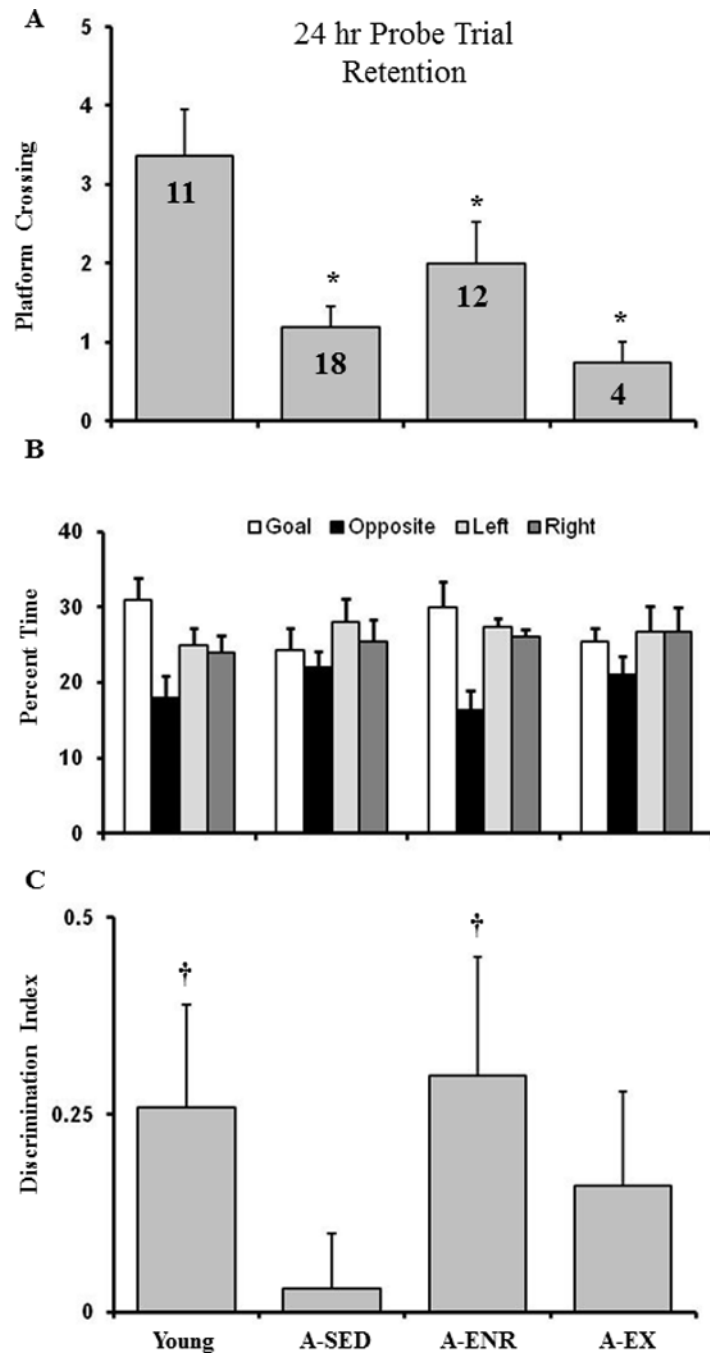 A
24 hr Probe Trial
Retention
Platform Crossing
5
4
3
2
1
0
11
*
18
*
12
*
4
B
Percent Time
40
30
20
10
0
Goal Opposite Left Right
C
Discrimination Index
0.5
0.25
0
†
†
Young A-SED A-ENR A-EX